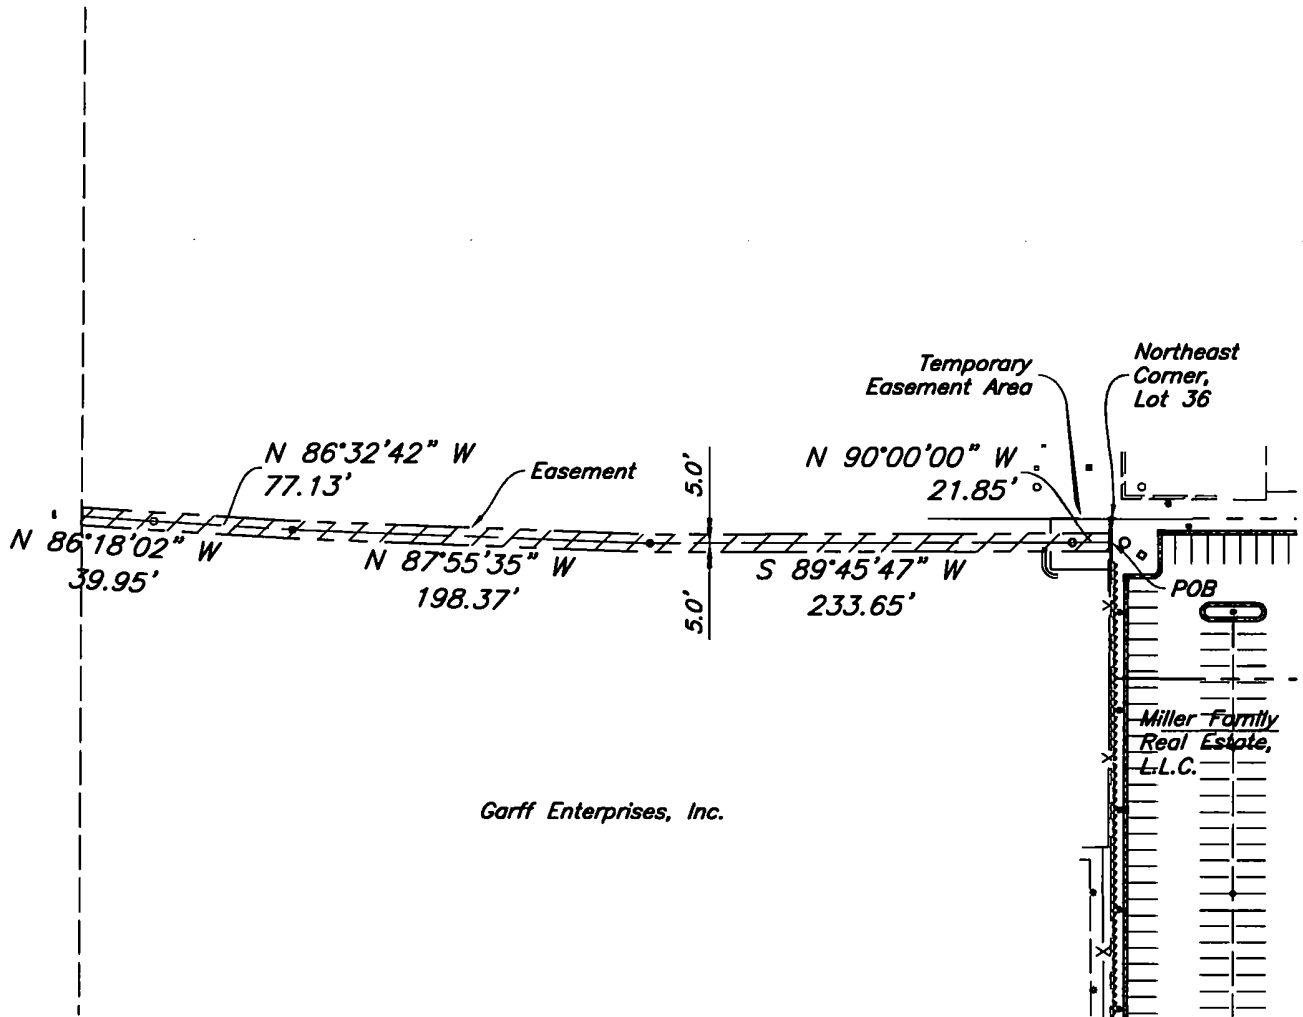 Temporary
Easement Area
Northeast
Corner,
Lot 36
N 86°32'42" W
77.13'
Easement
5.0'
N 90°00'00" W
21.85'
N 86°18'02" W
39.95'
N 87°55'35" W
198.37'
5.0'
S 89°45'47" W
233.65'
POB
Miller Family
Real Estate,
L.L.C.
Garff Enterprises, Inc.